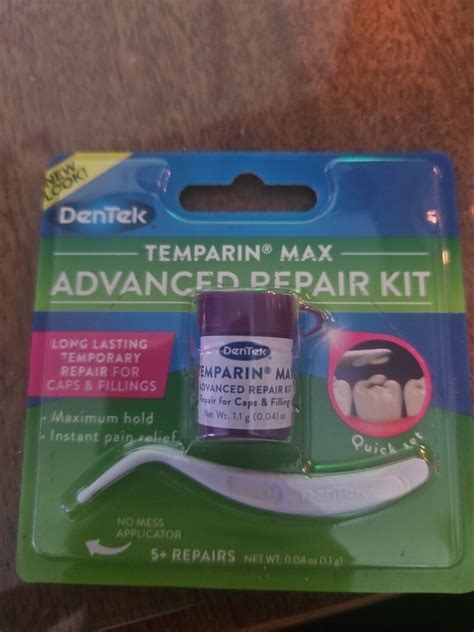 NEW
LOOK!
DenTek
TEMPARIN® MAX
ADVANCED REPAIR KIT
LONG LASTING
TEMPORARY
REPAIR FOR
CAPS & FILLINGS
• Maximum hold
• Instant pain relief
DenTek
TEMPARIN® MAX
ADVANCED REPAIR KIT
Repair for Caps & Fillings
Net Wt. 1.1 g (0.04) oz
Quick set
DenTek
NO MESS
APPLICATOR
5+ REPAIRS NET WT. 0.04 oz (1.1 g)